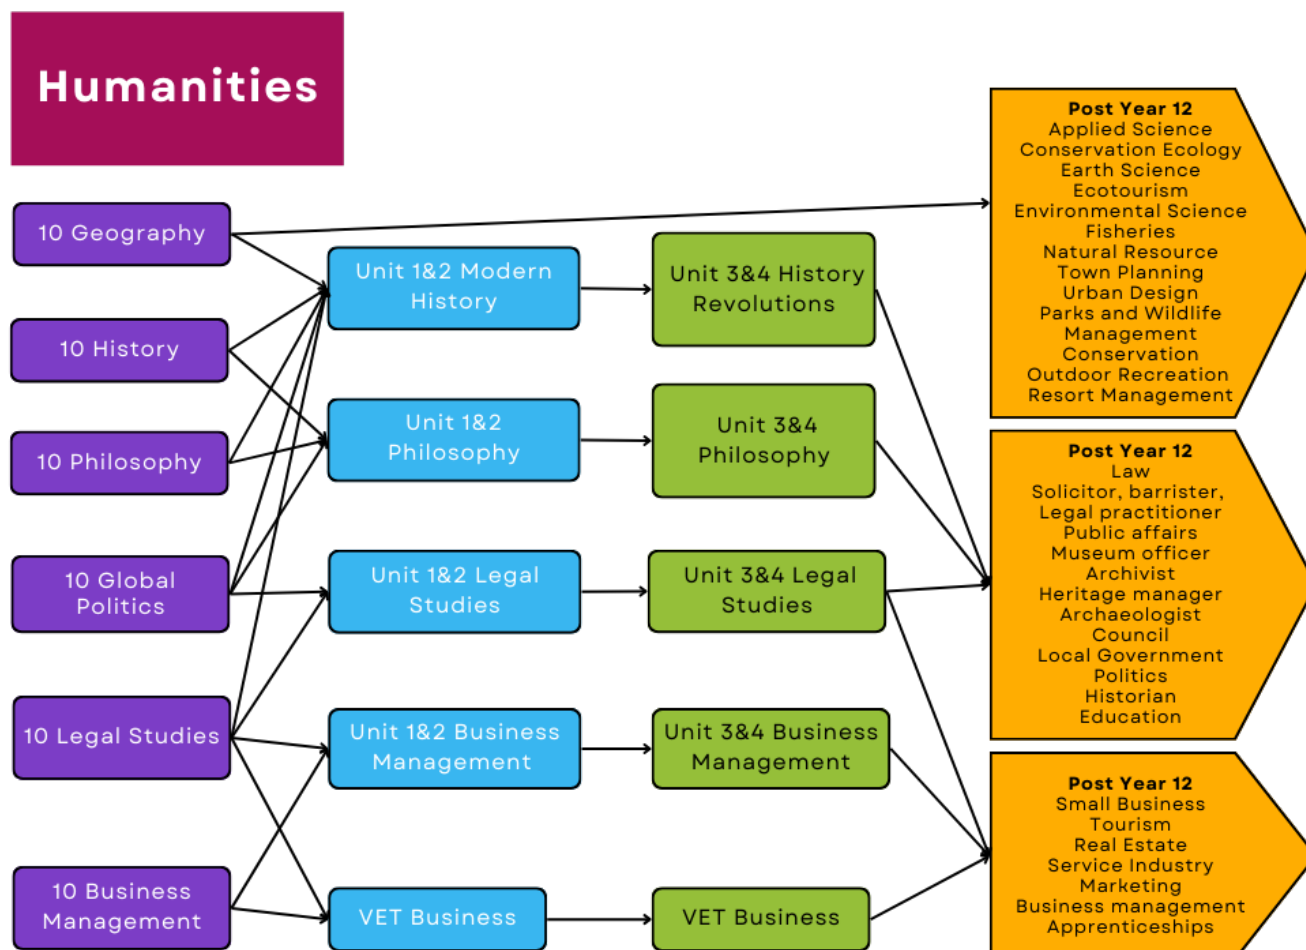 Humanities
10 Geography
10 History
10 Philosophy
10 Global
Politics
10 Legal Studies
10 Business
Management
Unit 1&2 Modern
History
Unit 1&2
Philosophy
Unit 1&2 Legal
Studies
Unit 1&2 Business
Management
VET Business
Unit 3&4 History
Revolutions
Unit 3&4
Philosophy
Unit 3&4 Legal
Studies
Unit 3&4 Business
Management
VET Business
Post Year 12
Applied Science
Conservation Ecology
Earth Science
Ecotourism
Environmental Science
Fisheries
Natural Resource
Town Planning
Urban Design
Parks and Wildlife
Management
Conservation
Outdoor Recreation
Resort Management
Post Year 12
Law
Solicitor, barrister,
Legal practitioner
Public affairs
Museum officer
Archivist
Heritage manager
Archaeologist
Council
Local Government
Politics
Historian
Education
Post Year 12
Small Business
Tourism
Real Estate
Service Industry
Marketing
Business management
Apprenticeships